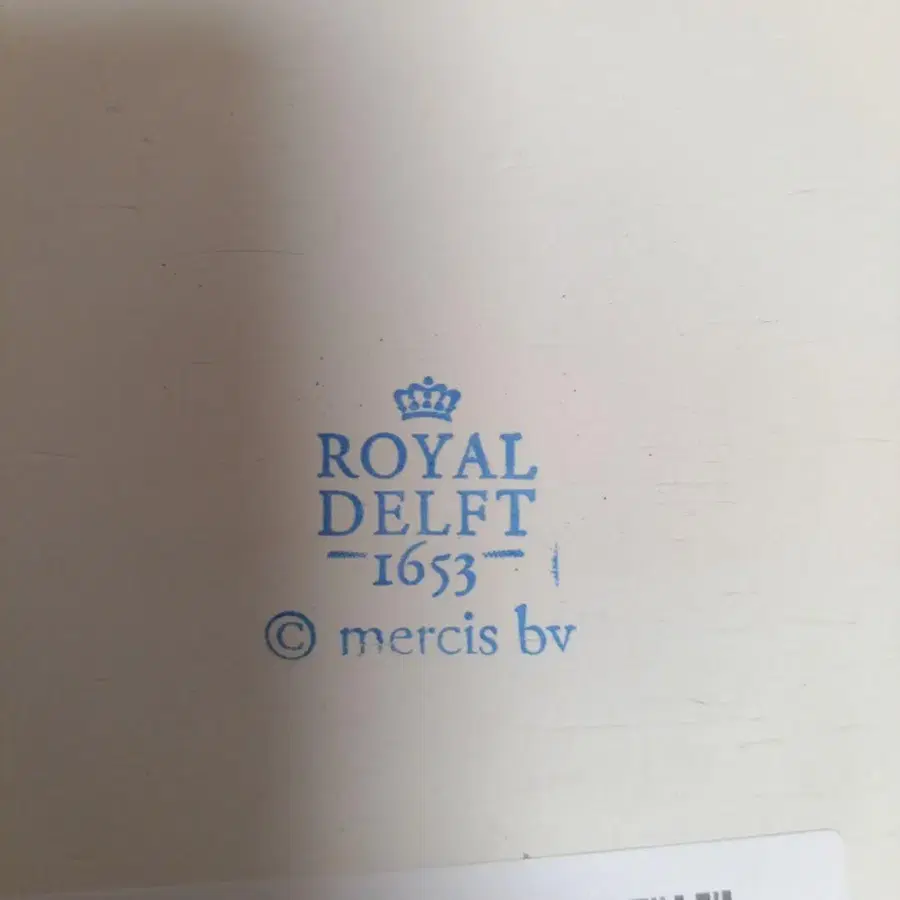 ROYAL
DELFT
1653
© mercis bv